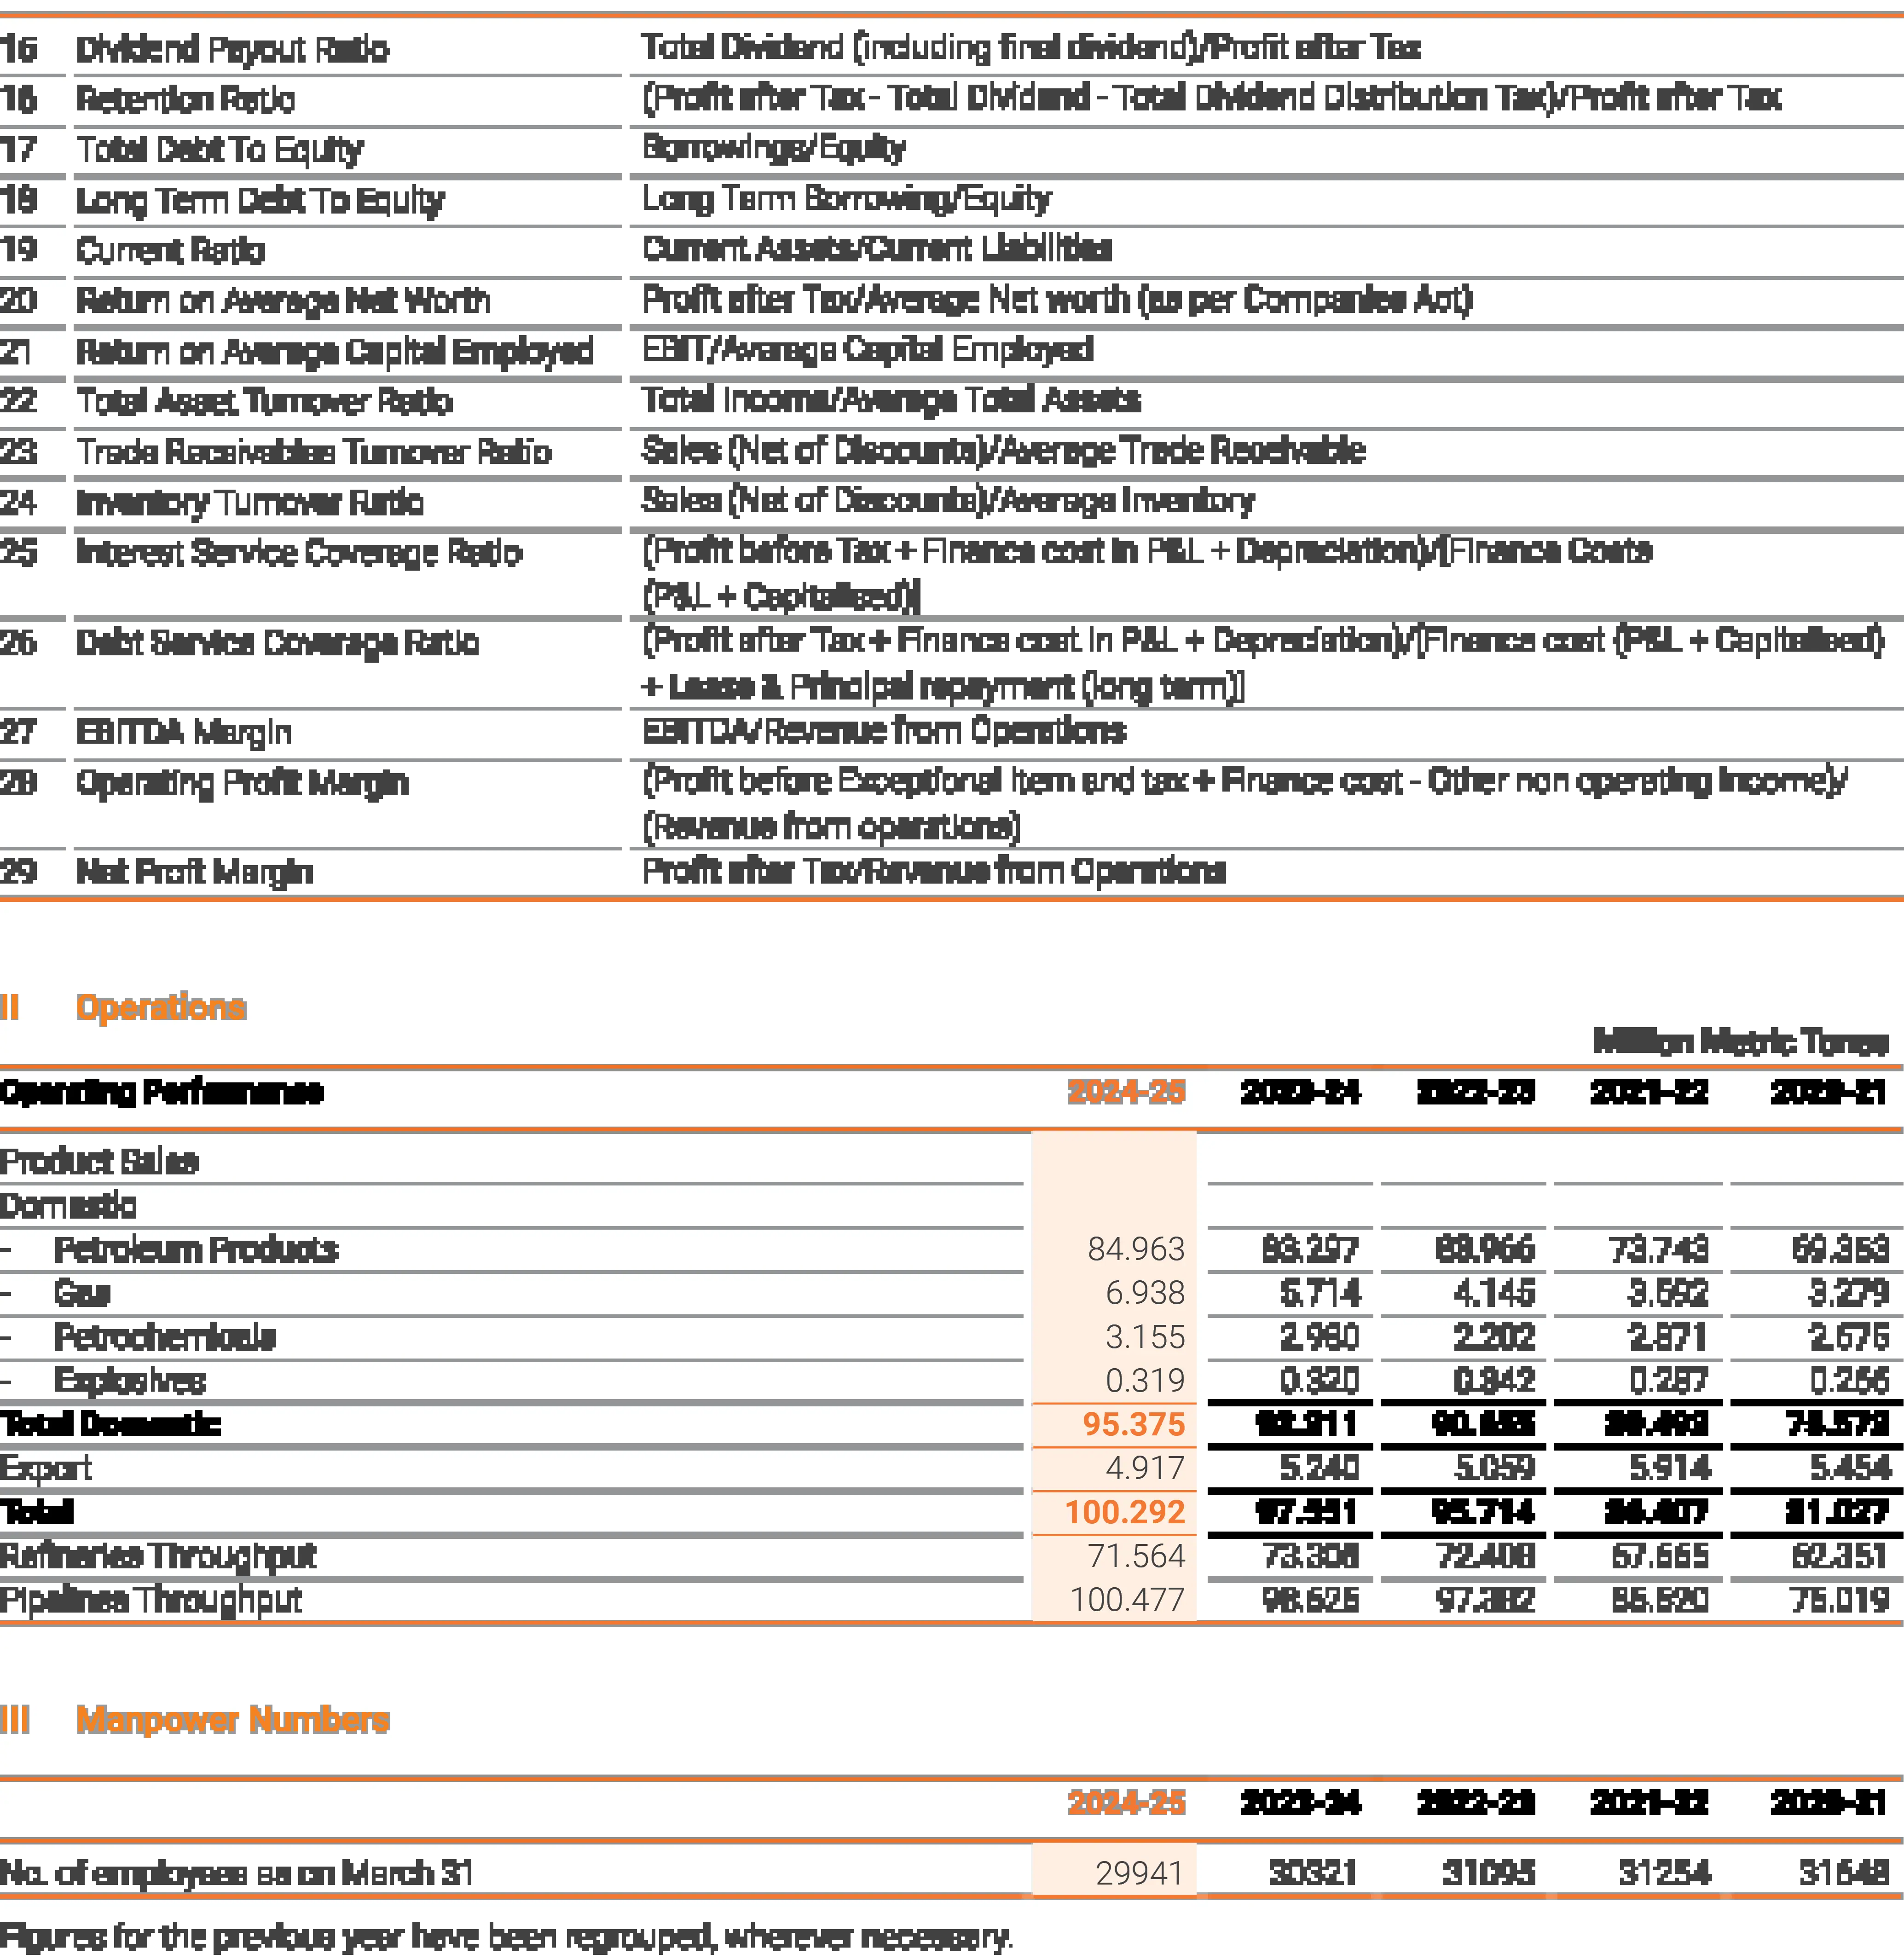 15 Dividend Payout Ratio Total Dividend (including final dividend)/Profit after Tax
16 Retention Ratio (Profit after Tax - Total Dividend - Total Dividend Distribution Tax)/Profit after Tax
17 Total Debt To Equity Borrowings/Equity
18 Long Term Debt To Equity Long Term Borrowing/Equity
19 Current Ratio Current Assets/Current Liabilities
20 Return on Average Net Worth Profit after Tax/Average Net worth (as per Companies Act)
21 Return on Average Capital Employed EBIT/Average Capital Employed
22 Total Asset Turnover Ratio Total Income/Average Total Assets
23 Trade Receivables Turnover Ratio Sales (Net of Discounts)/Average Trade Receivable
24 Inventory Turnover Ratio Sales (Net of Discounts)/Average Inventory
25 Interest Service Coverage Ratio (Profit before Tax + Finance cost in P&L + Depreciation)/[Finance Costs
(P&L + Capitalised)]
26 Debt Service Coverage Ratio (Profit after Tax + Finance cost in P&L + Depreciation)/[Finance cost (P&L + Capitalised)
+ Lease & Principal repayment (long term)]
27 EBITDA Margin EBITDA/Revenue from Operations
28 Operating Profit Margin (Profit before Exceptional Item and tax + Finance cost - Other non operating Income)/
(Revenue from operations)
29 Net Profit Margin Profit after Tax/Revenue from Operations
II Operations
Million Metric Tonnes
Operating Performance 2024-25 2023-24 2022-23 2021-22 2020-21
Product Sales
Domestic
- Petroleum Products 84.963 83.297 83.966 73.743 69.353
- Gas 6.938 5.714 4.145 3.592 3.279
- Petrochemicals 3.155 2.980 2.202 2.871 2.675
- Explosives 0.319 0.320 0.342 0.287 0.266
Total Domestic 95.375 92.311 90.655 80.493 75.573
Export 4.917 5.240 5.059 5.914 5.454
Total 100.292 97.551 95.714 86.407 81.027
Refineries Throughput 71.564 73.308 72.408 67.665 62.351
Pipelines Throughput 100.477 97.382 76.019
III Manpower Numbers
2024-25 2023-24 2022-23 2021-22 2020-21
No. of employees as on March 31 29941 30321 31095 31254 31648
Figures for the previous year have been regrouped, wherever necessary.